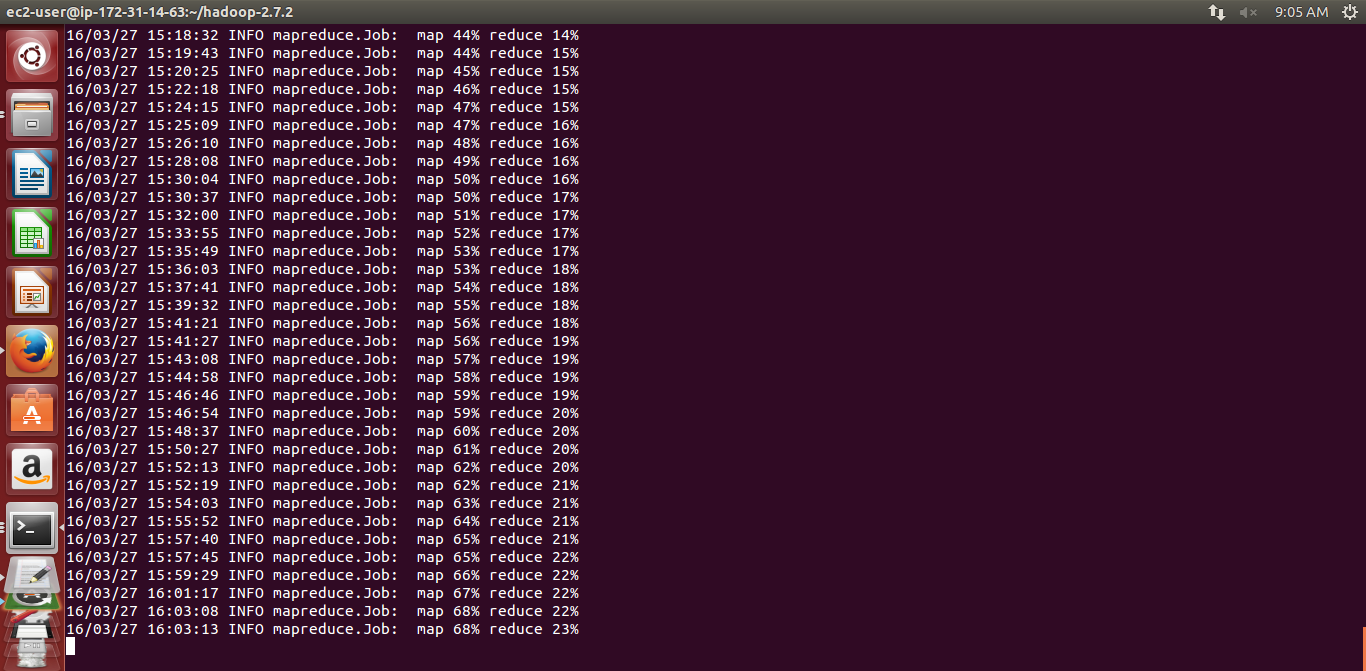 ec2-user@ip-172-31-14-63:~/hadoop-2.7.2 9:05 AM
16/03/27 15:18:32 INFO mapreduce.Job:  map 44% reduce 14%
16/03/27 15:19:43 INFO mapreduce.Job:  map 44% reduce 15%
16/03/27 15:20:25 INFO mapreduce.Job:  map 45% reduce 15%
16/03/27 15:22:18 INFO mapreduce.Job:  map 46% reduce 15%
16/03/27 15:24:15 INFO mapreduce.Job:  map 47% reduce 15%
16/03/27 15:25:09 INFO mapreduce.Job:  map 47% reduce 16%
16/03/27 15:26:10 INFO mapreduce.Job:  map 48% reduce 16%
16/03/27 15:28:08 INFO mapreduce.Job:  map 49% reduce 16%
16/03/27 15:30:04 INFO mapreduce.Job:  map 50% reduce 16%
16/03/27 15:30:37 INFO mapreduce.Job:  map 50% reduce 17%
16/03/27 15:32:00 INFO mapreduce.Job:  map 51% reduce 17%
16/03/27 15:33:55 INFO mapreduce.Job:  map 52% reduce 17%
16/03/27 15:35:49 INFO mapreduce.Job:  map 53% reduce 17%
16/03/27 15:36:03 INFO mapreduce.Job:  map 53% reduce 18%
16/03/27 15:37:41 INFO mapreduce.Job:  map 54% reduce 18%
16/03/27 15:39:32 INFO mapreduce.Job:  map 55% reduce 18%
16/03/27 15:41:21 INFO mapreduce.Job:  map 56% reduce 18%
16/03/27 15:41:27 INFO mapreduce.Job:  map 56% reduce 19%
16/03/27 15:43:08 INFO mapreduce.Job:  map 57% reduce 19%
16/03/27 15:44:58 INFO mapreduce.Job:  map 58% reduce 19%
16/03/27 15:46:46 INFO mapreduce.Job:  map 59% reduce 19%
16/03/27 15:46:54 INFO mapreduce.Job:  map 59% reduce 20%
16/03/27 15:48:37 INFO mapreduce.Job:  map 60% reduce 20%
16/03/27 15:50:27 INFO mapreduce.Job:  map 61% reduce 20%
16/03/27 15:52:13 INFO mapreduce.Job:  map 62% reduce 20%
16/03/27 15:52:19 INFO mapreduce.Job:  map 62% reduce 21%
16/03/27 15:54:03 INFO mapreduce.Job:  map 63% reduce 21%
16/03/27 15:55:52 INFO mapreduce.Job:  map 64% reduce 21%
16/03/27 15:57:40 INFO mapreduce.Job:  map 65% reduce 21%
16/03/27 15:57:45 INFO mapreduce.Job:  map 65% reduce 22%
16/03/27 15:59:29 INFO mapreduce.Job:  map 66% reduce 22%
16/03/27 16:01:17 INFO mapreduce.Job:  map 67% reduce 22%
16/03/27 16:03:08 INFO mapreduce.Job:  map 68% reduce 22%
16/03/27 16:03:13 INFO mapreduce.Job:  map 68% reduce 23%